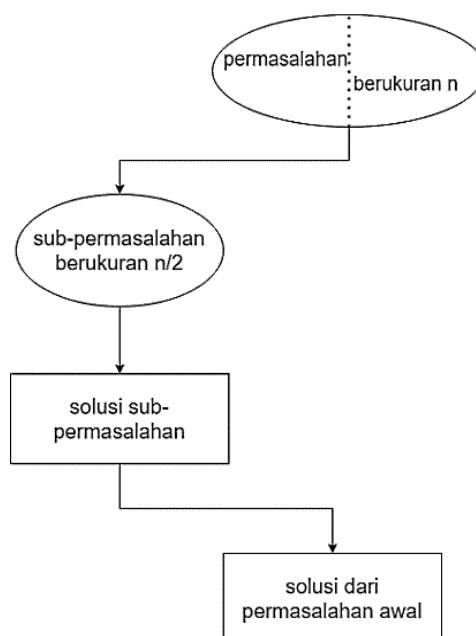 permasalahan
berukuran n
sub-permasalahan
berukuran n/2
solusi sub-
permasalahan
solusi dari
permasalahan awal